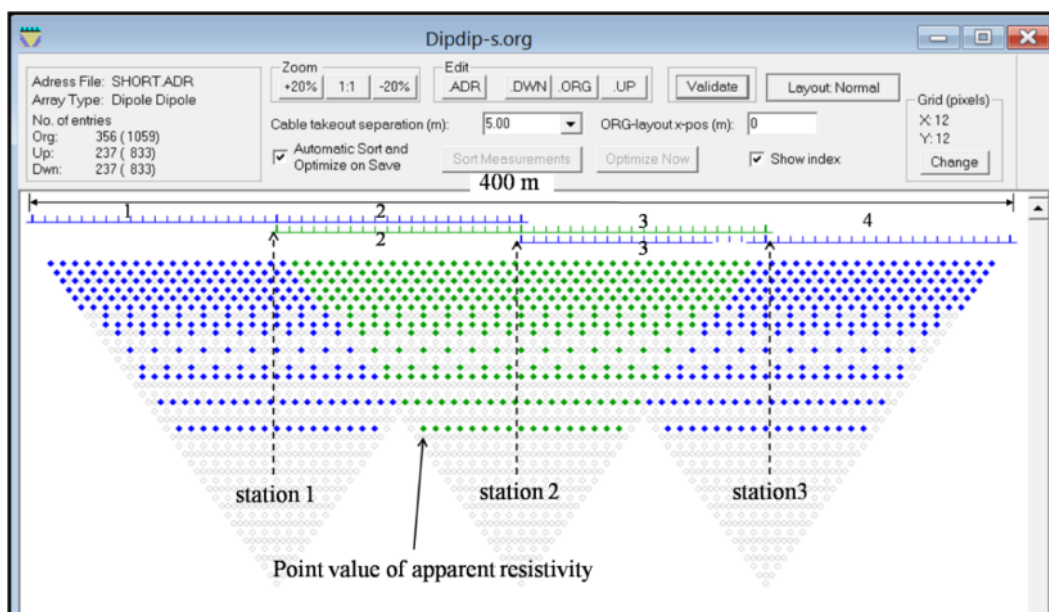 Dipdip-s.org
Adress File: SHORT.ADR
Array Type: Dipole Dipole
No. of entries
Org: 356 ( 1059)
Up: 237 ( 833)
Dwn: 237 ( 833)
Zoom
+20% 1:1 -20%
Edit
.ADR .DWN .ORG .UP
Validate
Layout: Normal
Cable takeout separation (m): 5.00
ORG-layout x-pos (m): 0
Automatic Sort and
Optimize on Save
Sort Measurements
Optimize Now
Show index
Grid (pixels)
X: 12
Y: 12
Change
400 m
1 2
2 3
3 4
station 1 station 2 station3
Point value of apparent resistivity